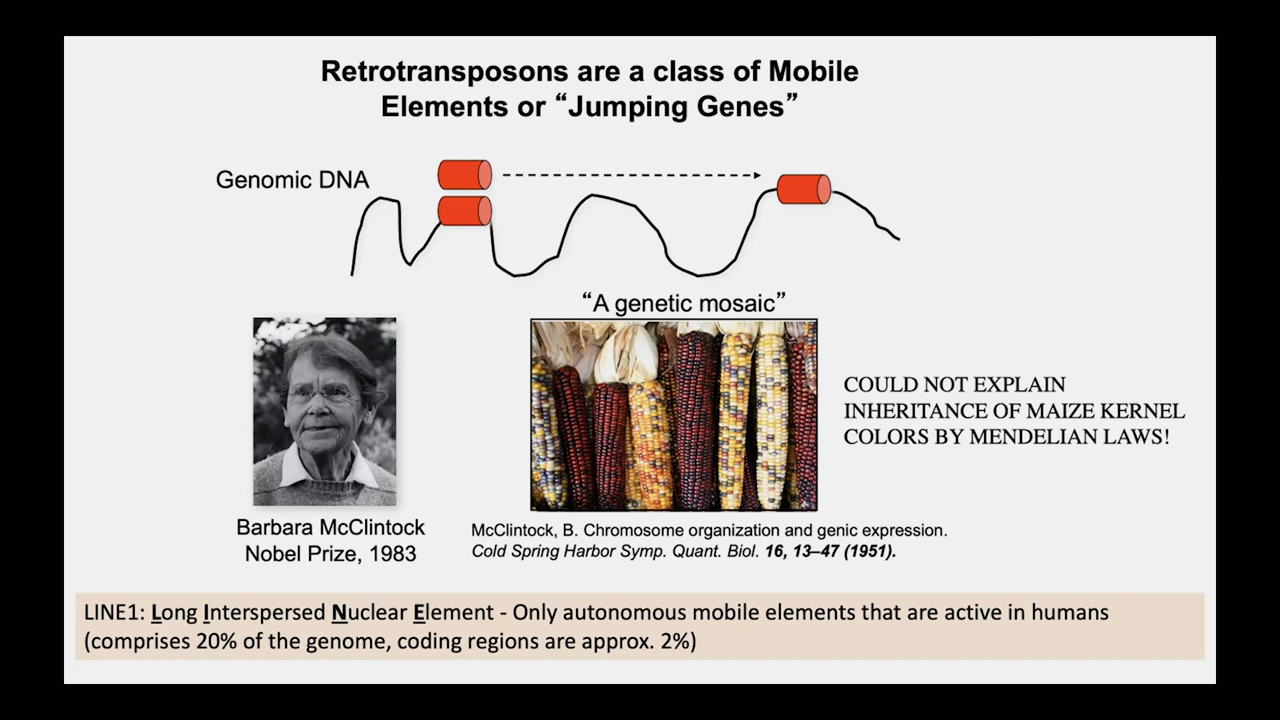 Retrotransposons are a class of Mobile
Elements or “Jumping Genes”
Genomic DNA
“A genetic mosaic”
COULD NOT EXPLAIN
INHERITANCE OF MAIZE KERNEL
COLORS BY MENDELIAN LAWS!
Barbara McClintock
Nobel Prize, 1983
McClintock, B. Chromosome organization and genic expression.
Cold Spring Harbor Symp. Quant. Biol. 16, 13–47 (1951).
LINE1: Long Interspersed Nuclear Element - Only autonomous mobile elements that are active in humans
(comprises 20% of the genome, coding regions are approx. 2%)